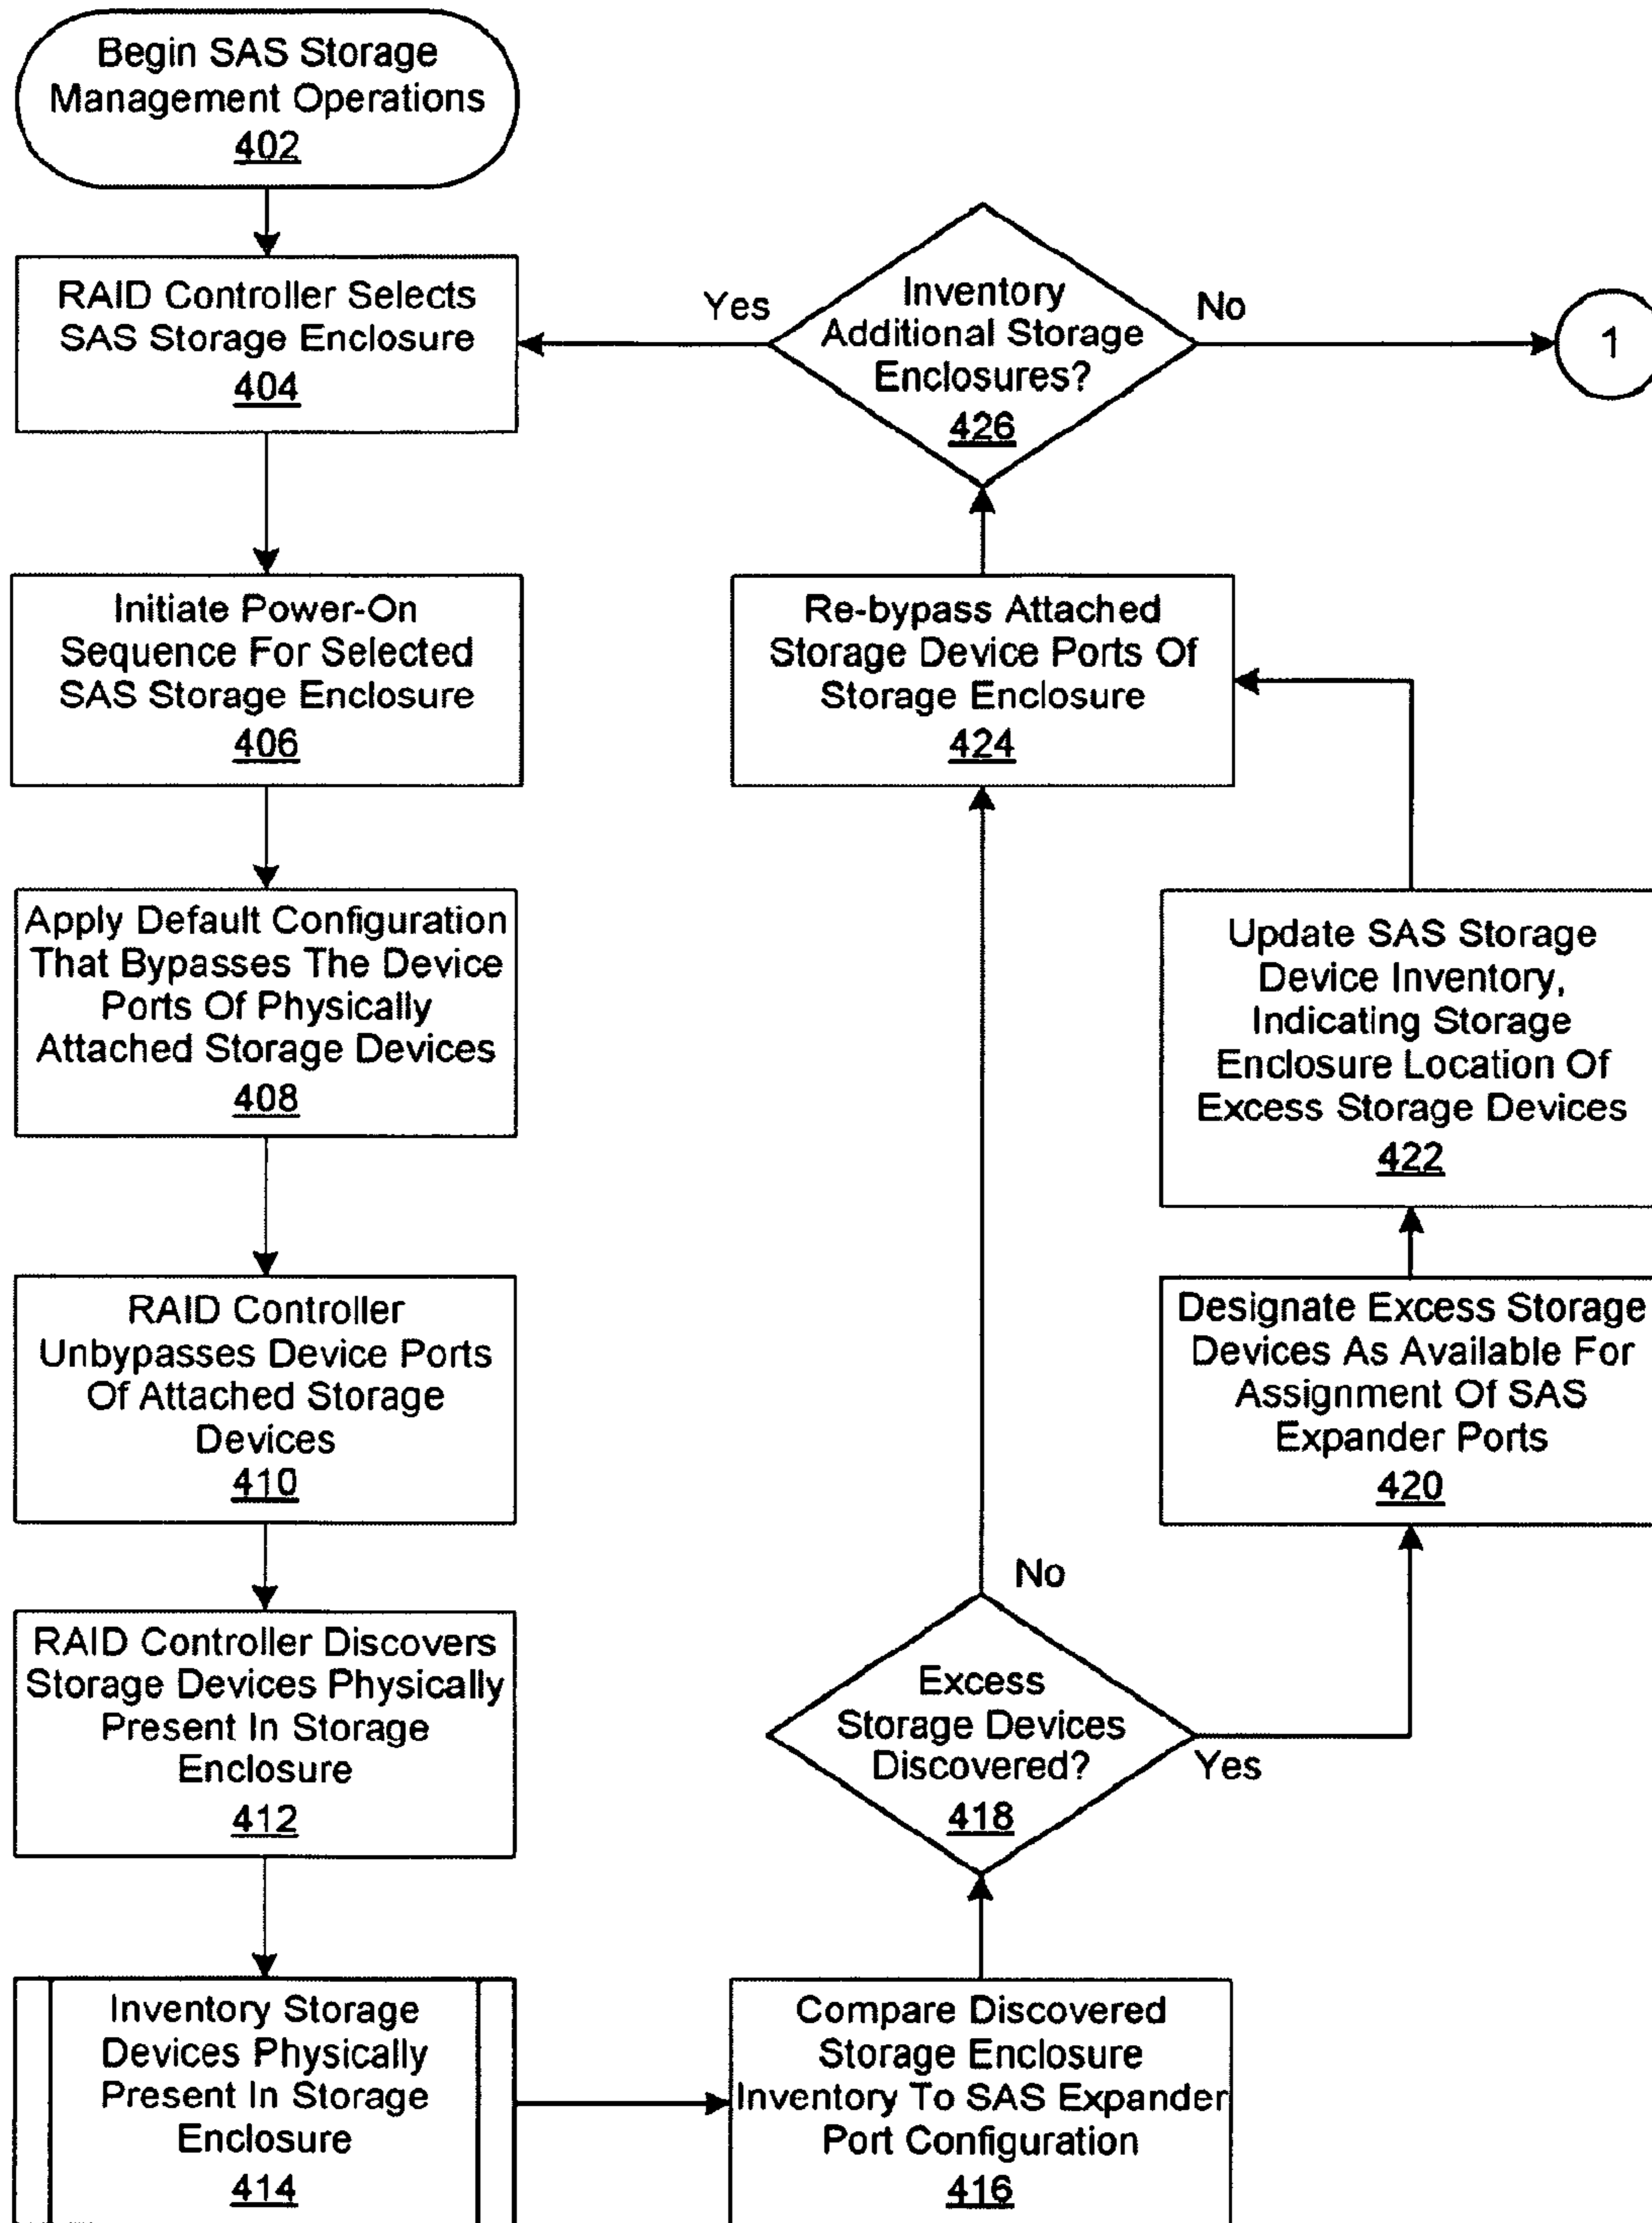 Begin SAS Storage
Management Operations
402
RAID Controller Selects
SAS Storage Enclosure
404
Initiate Power-On
Sequence For Selected
SAS Storage Enclosure
406
Apply Default Configuration
That Bypasses The Device
Ports Of Physically
Attached Storage Devices
408
RAID Controller
Unbypasses Device Ports
Of Attached Storage
Devices
410
RAID Controller Discovers
Storage Devices Physically
Present In Storage
Enclosure
412
Inventory Storage
Devices Physically
Present In Storage
Enclosure
414
Compare Discovered
Storage Enclosure
Inventory To SAS Expander
Port Configuration
416
Excess
Storage Devices
Discovered?
418
No
Yes
Designate Excess Storage
Devices As Available For
Assignment Of SAS
Expander Ports
420
Update SAS Storage
Device Inventory,
Indicating Storage
Enclosure Location Of
Excess Storage Devices
422
Re-bypass Attached
Storage Device Ports Of
Storage Enclosure
424
Inventory
Additional Storage
Enclosures?
426
Yes
No
1